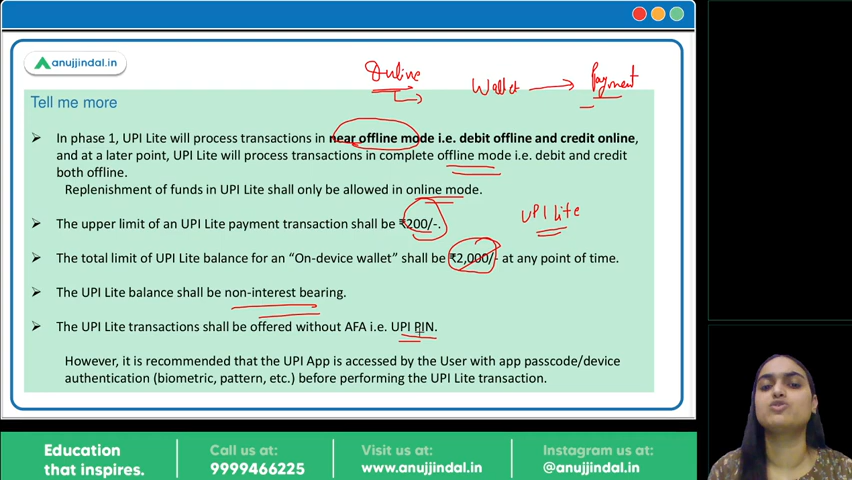 anujjindal.in
Online
Wallet → Payment
Tell me more
➤ In phase 1, UPI Lite will process transactions in near offline mode i.e. debit offline and credit online,
and at a later point, UPI Lite will process transactions in complete offline mode i.e. debit and credit
both offline.
Replenishment of funds in UPI Lite shall only be allowed in online mode.
UPI Lite
➤ The upper limit of an UPI Lite payment transaction shall be ₹200/-.
➤ The total limit of UPI Lite balance for an “On-device wallet” shall be ₹2,000/- at any point of time.
➤ The UPI Lite balance shall be non-interest bearing.
➤ The UPI Lite transactions shall be offered without AFA i.e. UPI PIN.
However, it is recommended that the UPI App is accessed by the User with app passcode/device
authentication (biometric, pattern, etc.) before performing the UPI Lite transaction.
Education
that inspires.
Call us at:
9999466225
Visit us at:
www.anujjindal.in
Instagram us at:
@anujjindal.in